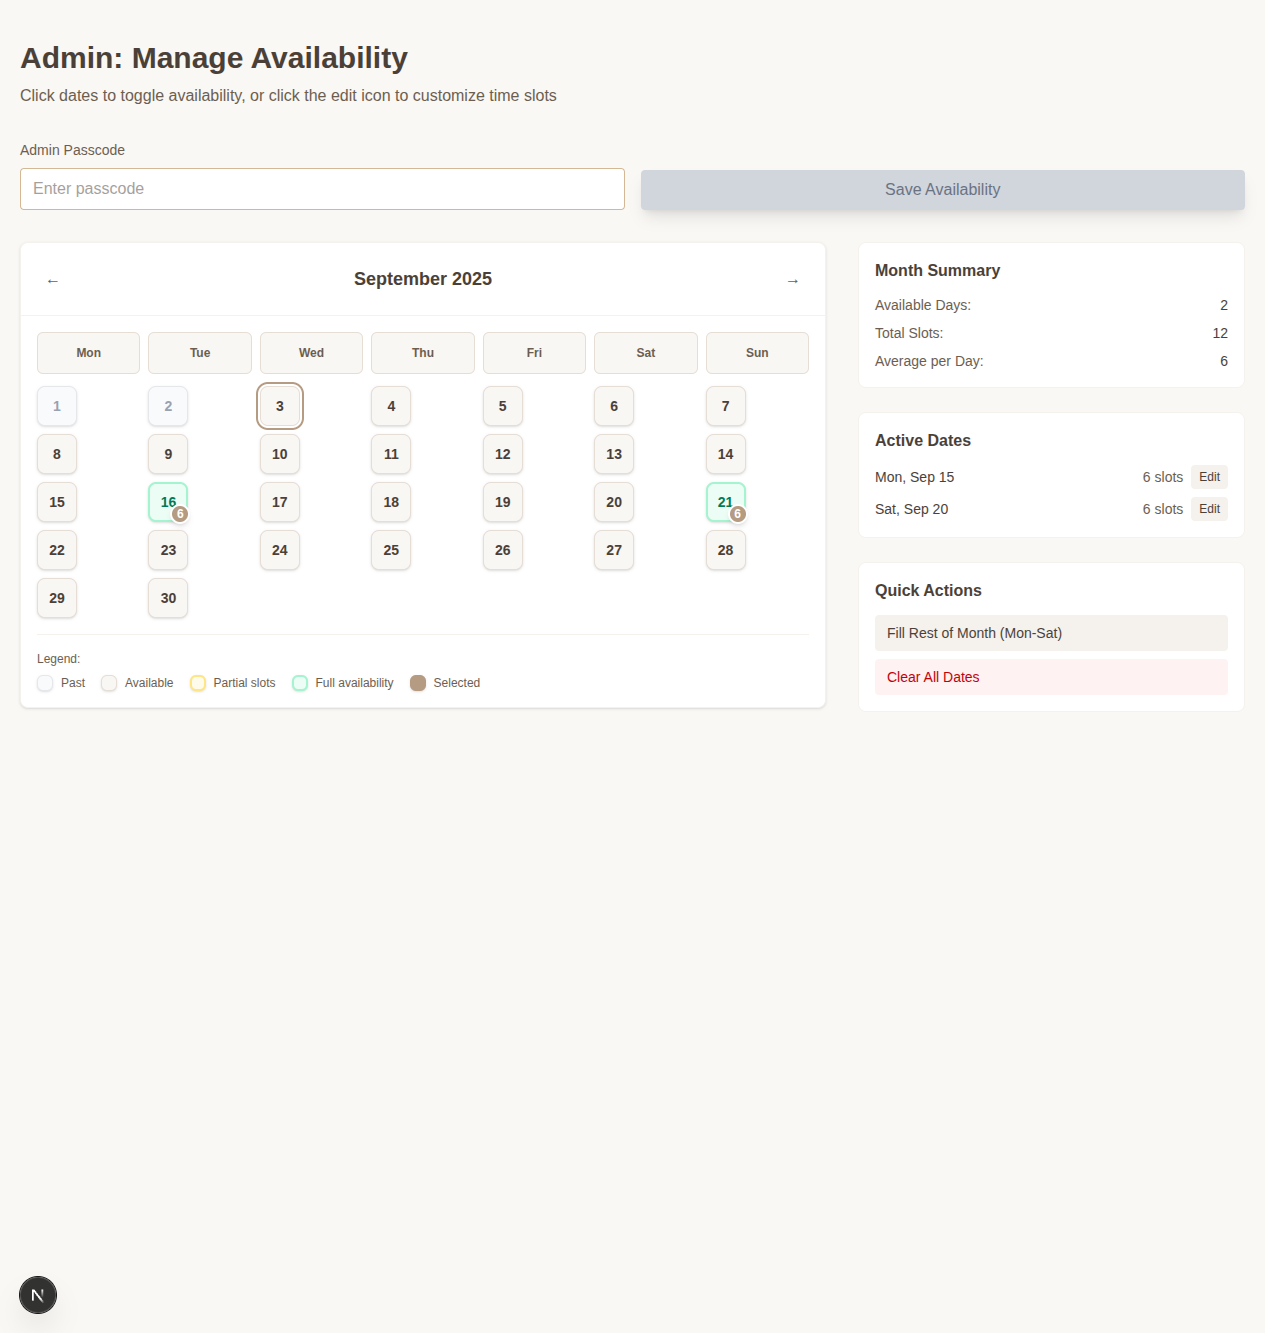 Admin: Manage Availability
Click dates to toggle availability, or click the edit icon to customize time slots
Admin Passcode
Enter passcode
Save Availability
←
September 2025
→
Mon Tue Wed Thu Fri Sat Sun
1 2 3 4 5 6 7
8 9 10 11 12 13 14
15 16 6 17 18 19 20 21 6
22 23 24 25 26 27 28
29 30
Legend:
Past Available Partial slots Full availability Selected
Month Summary
Available Days: 2
Total Slots: 12
Average per Day: 6
Active Dates
Mon, Sep 15 6 slots Edit
Sat, Sep 20 6 slots Edit
Quick Actions
Fill Rest of Month (Mon-Sat)
Clear All Dates
N